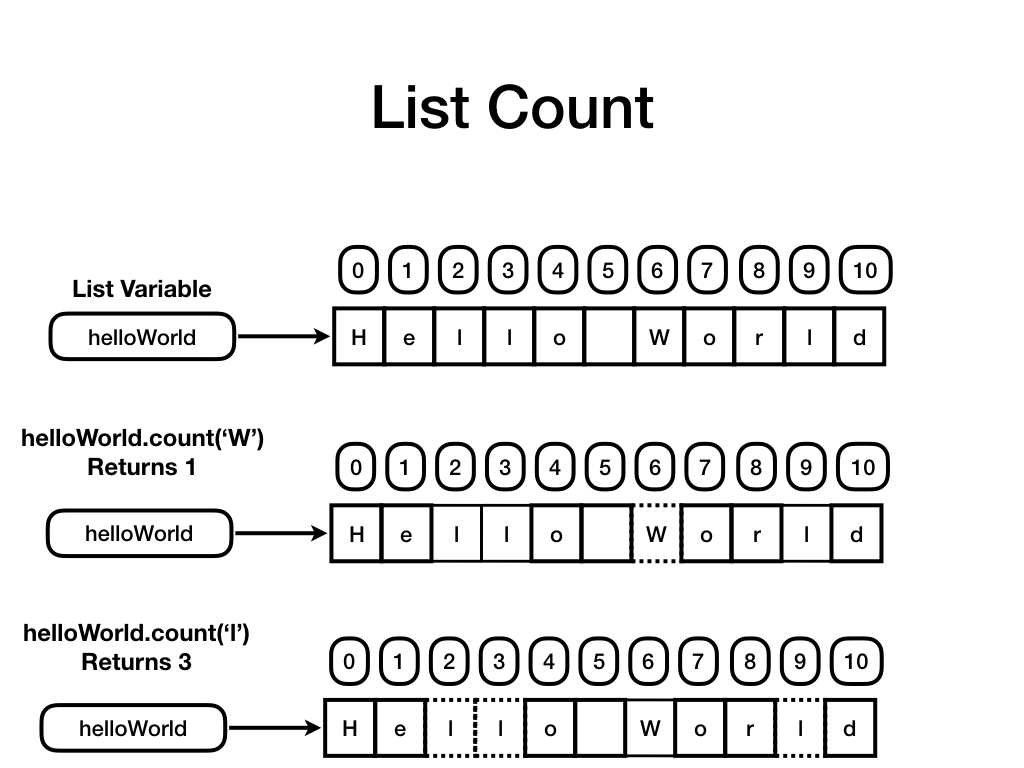 List Count
0 1 2 3 4 5 6 7 8 9 10
List Variable
helloWorld
H e l l o W o r l d
helloWorld.count(‘W’)
Returns 1
0 1 2 3 4 5 6 7 8 9 10
helloWorld
H e l l o W o r l d
helloWorld.count(‘l’)
Returns 3
0 1 2 3 4 5 6 7 8 9 10
helloWorld
H e l l o W o r l d